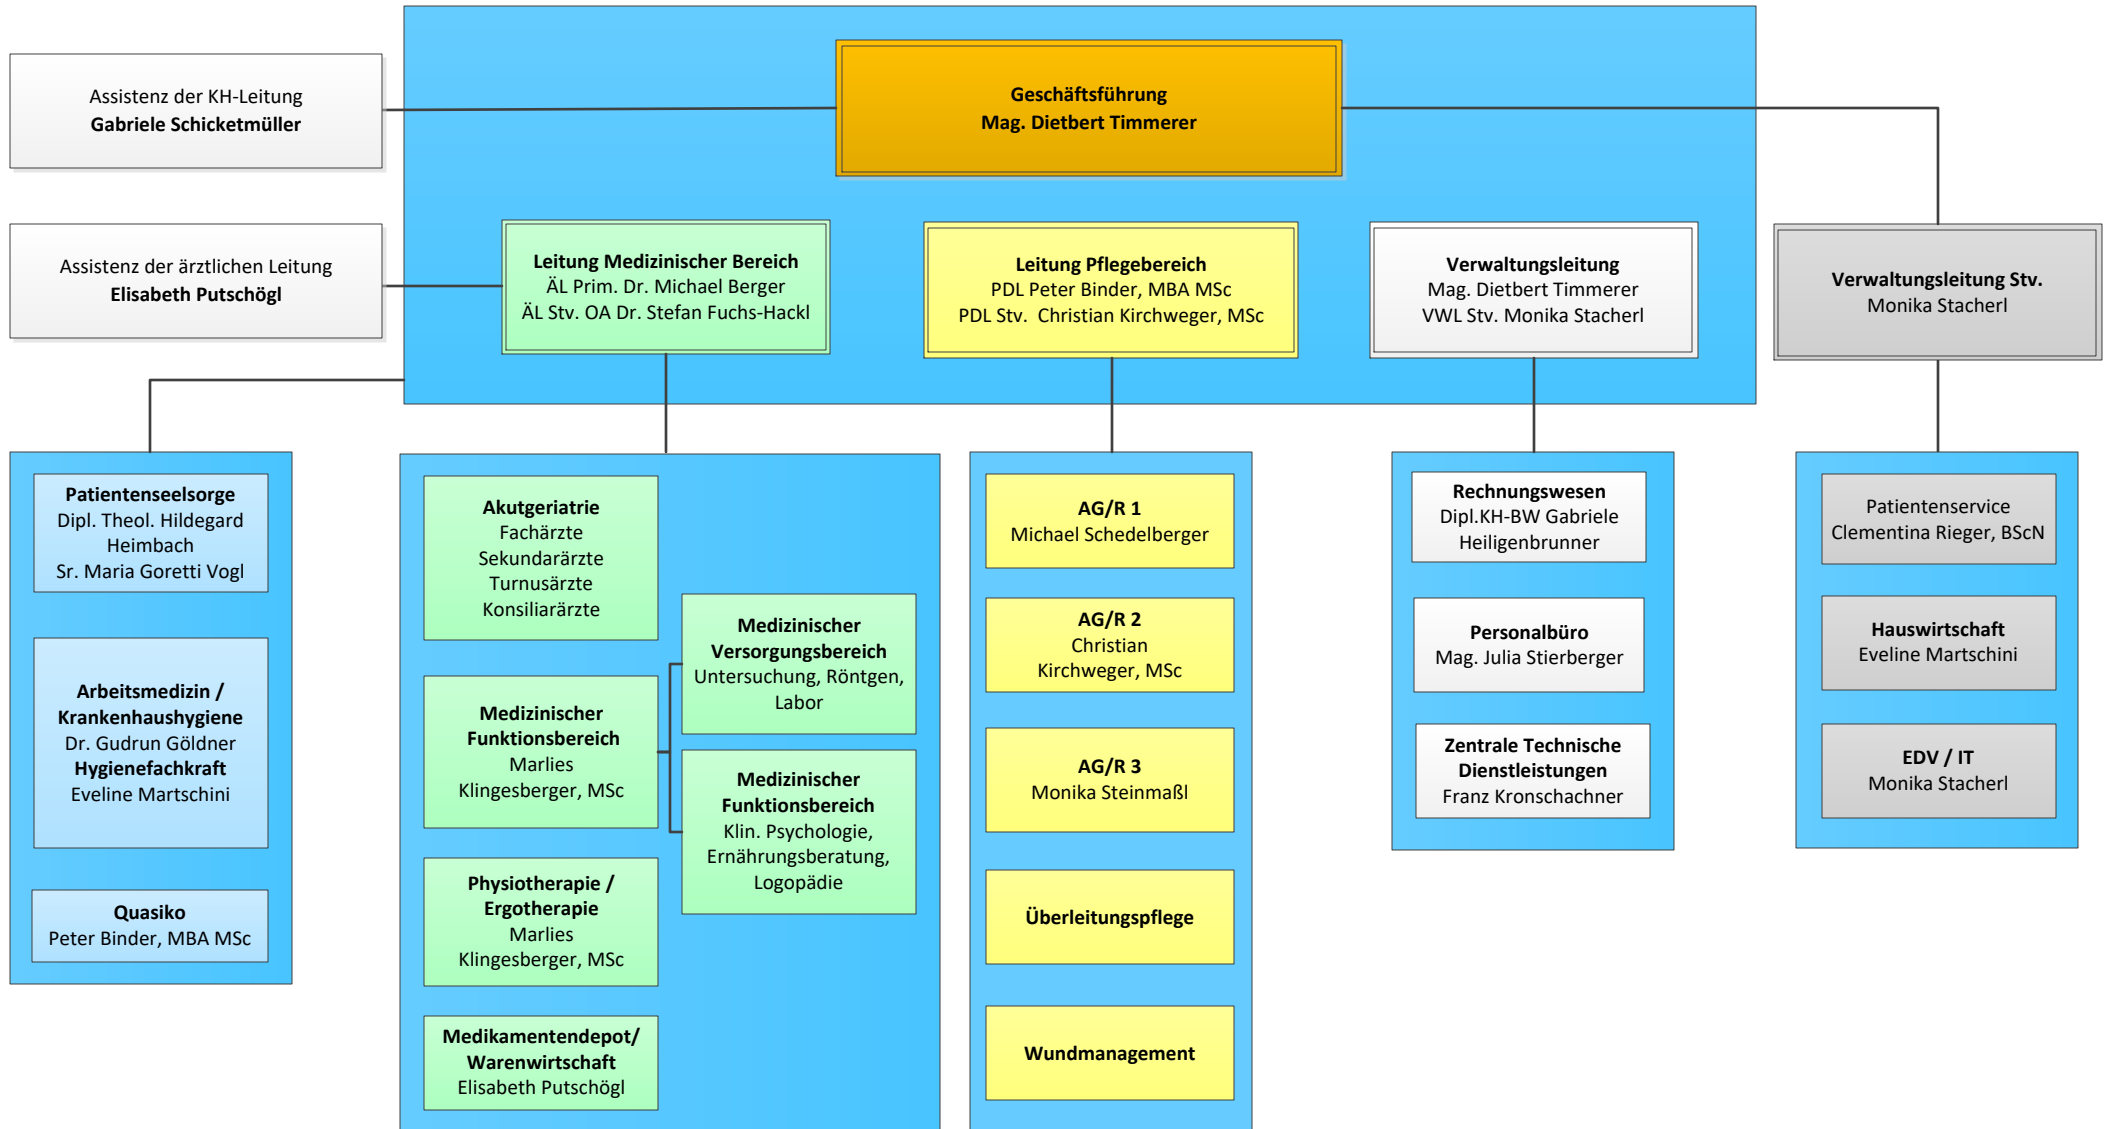 Assistenz der KH-Leitung
Gabriele Schicketmüller
Geschäftsführung
Mag. Dietbert Timmerer
Assistenz der ärztlichen Leitung
Elisabeth Putschögl
Leitung Medizinischer Bereich
ÄL Prim. Dr. Michael Berger
ÄL Stv. OA Dr. Stefan Fuchs-Hackl
Leitung Pflegebereich
PDL Peter Binder, MBA MSc
PDL Stv. Christian Kirchweger, MSc
Verwaltungsleitung
Mag. Dietbert Timmerer
VWL Stv. Monika Stacherl
Verwaltungsleitung Stv.
Monika Stacherl
Patientenseelsorge
Dipl. Theol. Hildegard
Heimbach
Sr. Maria Goretti Vogl
Arbeitsmedizin /
Krankenhaushygiene
Dr. Gudrun Göldner
Hygienefachkraft
Eveline Martschini
Quasiko
Peter Binder, MBA MSc
Akutgeriatrie
Fachärzte
Sekundarärzte
Turnusärzte
Konsiliarärzte
Medizinischer
Funktionsbereich
Marlies
Klingesberger, MSc
Physiotherapie /
Ergotherapie
Marlies
Klingesberger, MSc
Medikamentendepot/
Warenwirtschaft
Elisabeth Putschögl
Medizinischer
Versorgungsbereich
Untersuchung, Röntgen,
Labor
Medizinischer
Funktionsbereich
Klin. Psychologie,
Ernährungsberatung,
Logopädie
AG/R 1
Michael Schedelberger
AG/R 2
Christian
Kirchweger, MSc
AG/R 3
Monika Steinmaßl
Überleitungspflege
Wundmanagement
Rechnungswesen
Dipl.KH-BW Gabriele
Heiligenbrunner
Personalbüro
Mag. Julia Stierberger
Zentrale Technische
Dienstleistungen
Franz Kronschachner
Patientenservice
Clementina Rieger, BScN
Hauswirtschaft
Eveline Martschini
EDV / IT
Monika Stacherl